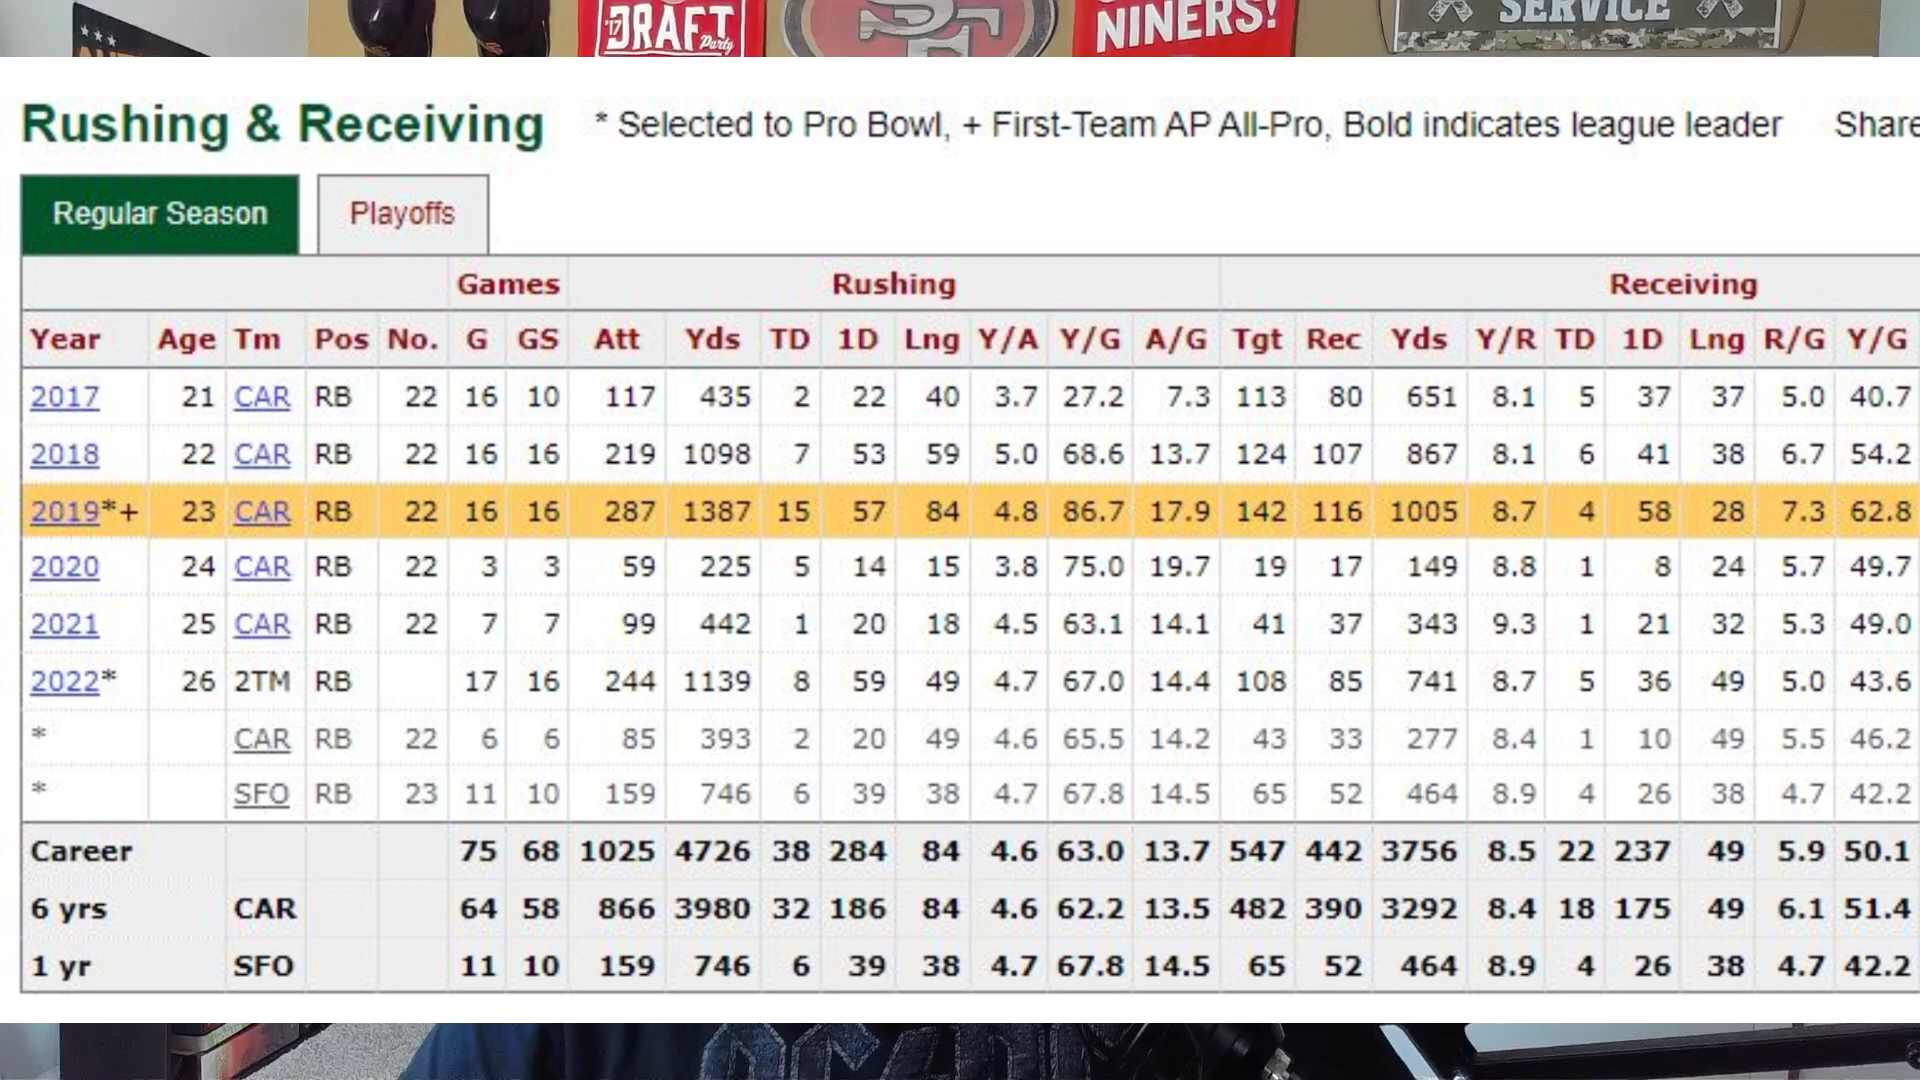 DRAFT
'17
Party
SF
NINERS!
SERVICE
Rushing & Receiving * Selected to Pro Bowl, + First-Team AP All-Pro, Bold indicates league leader Share
Regular Season Playoffs
Games Rushing Receiving
Year Age Tm Pos No. G GS Att Yds TD 1D Lng Y/A Y/G A/G Tgt Rec Yds Y/R TD 1D Lng R/G Y/G
2017 21 CAR RB 22 16 10 117 435 2 22 40 3.7 27.2 7.3 113 80 651 8.1 5 37 37 5.0 40.7
2018 22 CAR RB 22 16 16 219 1098 7 53 59 5.0 68.6 13.7 124 107 867 8.1 6 41 38 6.7 54.2
2019*+ 23 CAR RB 22 16 16 287 1387 15 57 84 4.8 86.7 17.9 142 116 1005 8.7 4 58 28 7.3 62.8
2020 24 CAR RB 22 3 3 59 225 5 14 15 3.8 75.0 19.7 19 17 149 8.8 1 8 24 5.7 49.7
2021 25 CAR RB 22 7 7 99 442 1 20 18 4.5 63.1 14.1 41 37 343 9.3 1 21 32 5.3 49.0
2022* 26 2TM RB 17 16 244 1139 8 59 49 4.7 67.0 14.4 108 85 741 8.7 5 36 49 5.0 43.6
* CAR RB 22 6 6 85 393 2 20 49 4.6 65.5 14.2 43 33 277 8.4 1 10 49 5.5 46.2
* SFO RB 23 11 10 159 746 6 39 38 4.7 67.8 14.5 65 52 464 8.9 4 26 38 4.7 42.2
Career 75 68 1025 4726 38 284 84 4.6 63.0 13.7 547 442 3756 8.5 22 237 49 5.9 50.1
6 yrs CAR 64 58 866 3980 32 186 84 4.6 62.2 13.5 482 390 3292 8.4 18 175 49 6.1 51.4
1 yr SFO 11 10 159 746 6 39 38 4.7 67.8 14.5 65 52 464 8.9 4 26 38 4.7 42.2